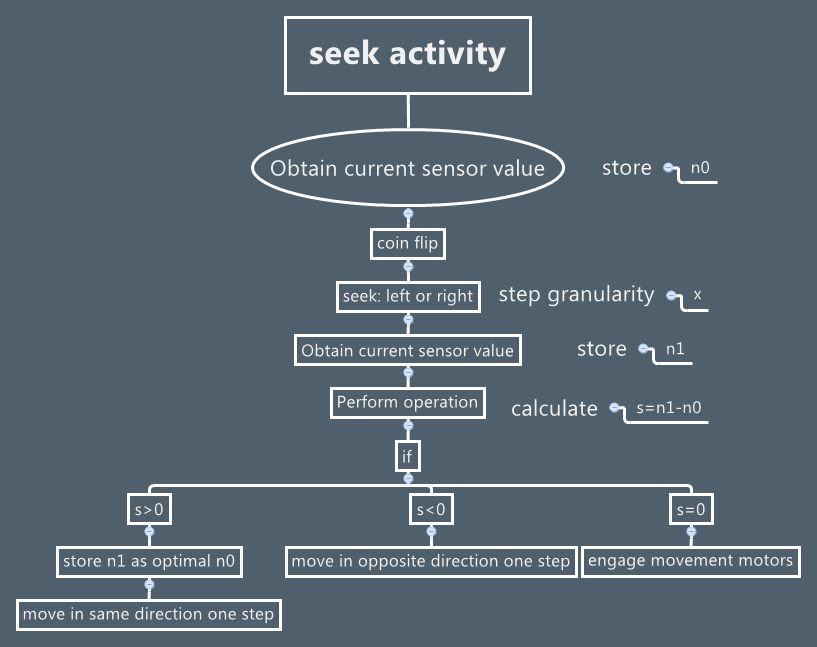 seek activity
Obtain current sensor value
store n0
coin flip
seek: left or right
step granularity x
Obtain current sensor value
store n1
Perform operation
calculate s=n1-n0
if
s>0
s<0
s=0
store n1 as optimal n0
move in opposite direction one step
engage movement motors
move in same direction one step